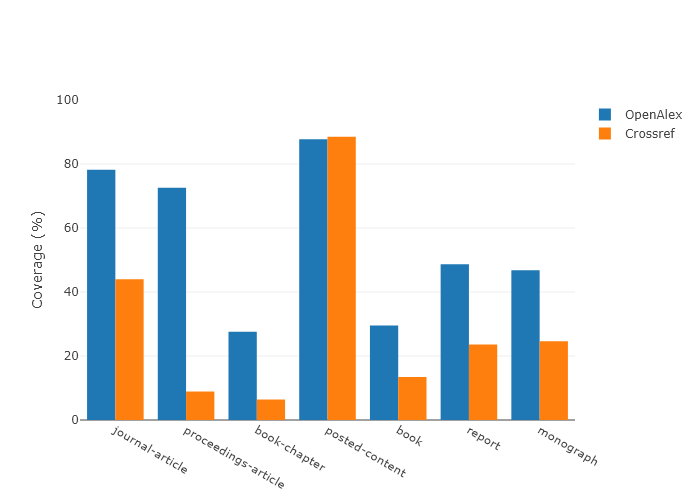 100
80
60
40
20
0
Coverage (%)
journal-article
proceedings-article
book-chapter
posted-content
book
report
monograph
OpenAlex
Crossref